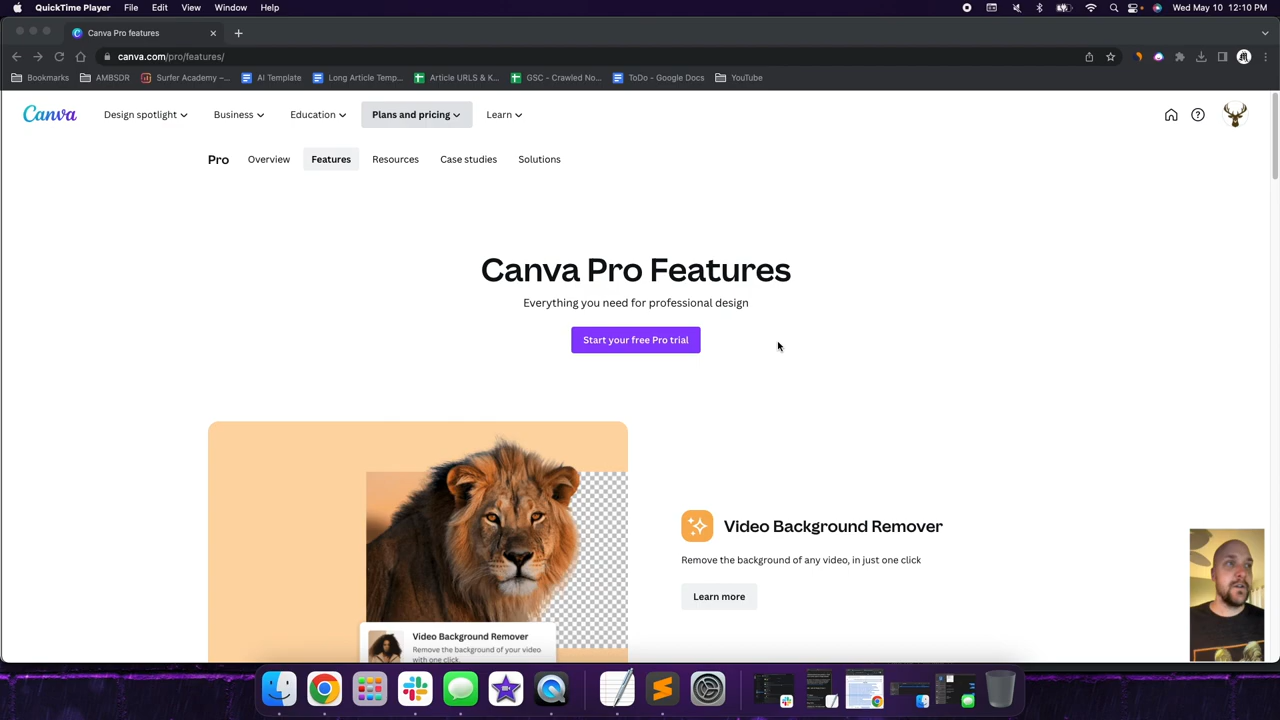 QuickTime Player File Edit View Window Help Wed May 10 12:10 PM
Canva Pro features
canva.com/pro/features/
Bookmarks AMBSDR Surfer Academy –... AI Template Long Article Temp... Article URLS & K... GSC - Crawled No... ToDo - Google Docs YouTube
Canva Design spotlight Business Education Plans and pricing Learn
Pro Overview Features Resources Case studies Solutions
Canva Pro Features
Everything you need for professional design
Start your free Pro trial
Video Background Remover
Remove the background of any video, in just one click
Learn more
Video Background Remover
Remove the background of your video
with one click.